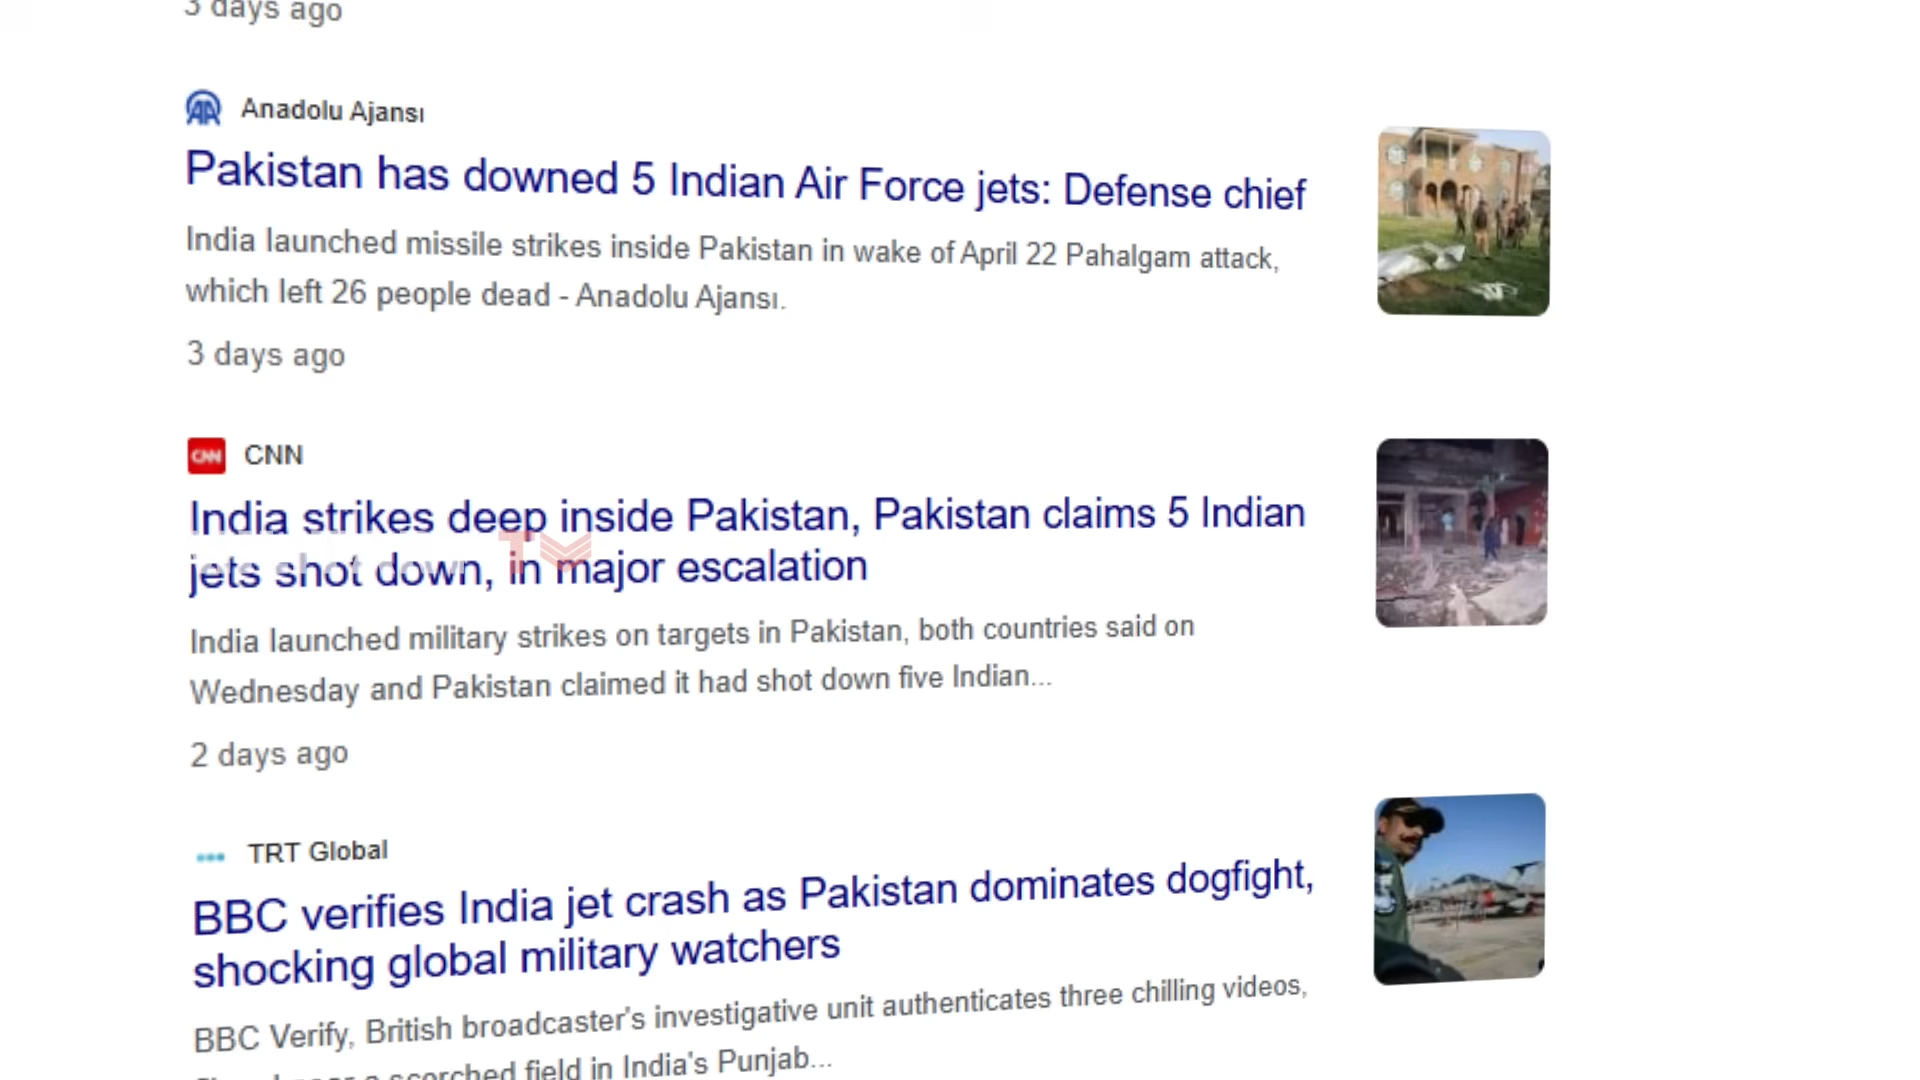 3 days ago
Anadolu Ajansı
Pakistan has downed 5 Indian Air Force jets: Defense chief
India launched missile strikes inside Pakistan in wake of April 22 Pahalgam attack,
which left 26 people dead - Anadolu Ajansı.
3 days ago
CNN CNN
India strikes deep inside Pakistan, Pakistan claims 5 Indian
jets shot down, in major escalation
India launched military strikes on targets in Pakistan, both countries said on
Wednesday and Pakistan claimed it had shot down five Indian...
2 days ago
TRT Global
BBC verifies India jet crash as Pakistan dominates dogfight,
shocking global military watchers
BBC Verify, British broadcaster's investigative unit authenticates three chilling videos,
a scorched field in India's Punjab...